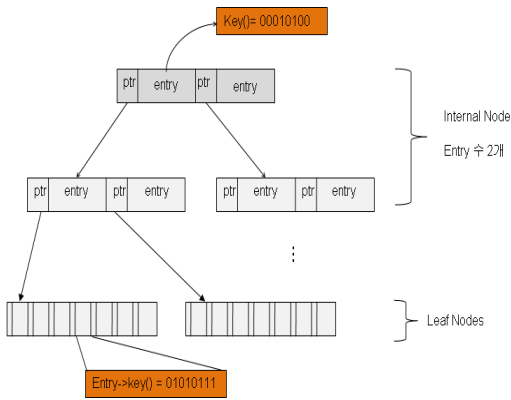 Key()= 00010100
ptr entry ptr entry
Internal Node
Entry 수 2개
ptr entry ptr entry
ptr entry ptr entry
⋮
Leaf Nodes
Entry->key() = 01010111